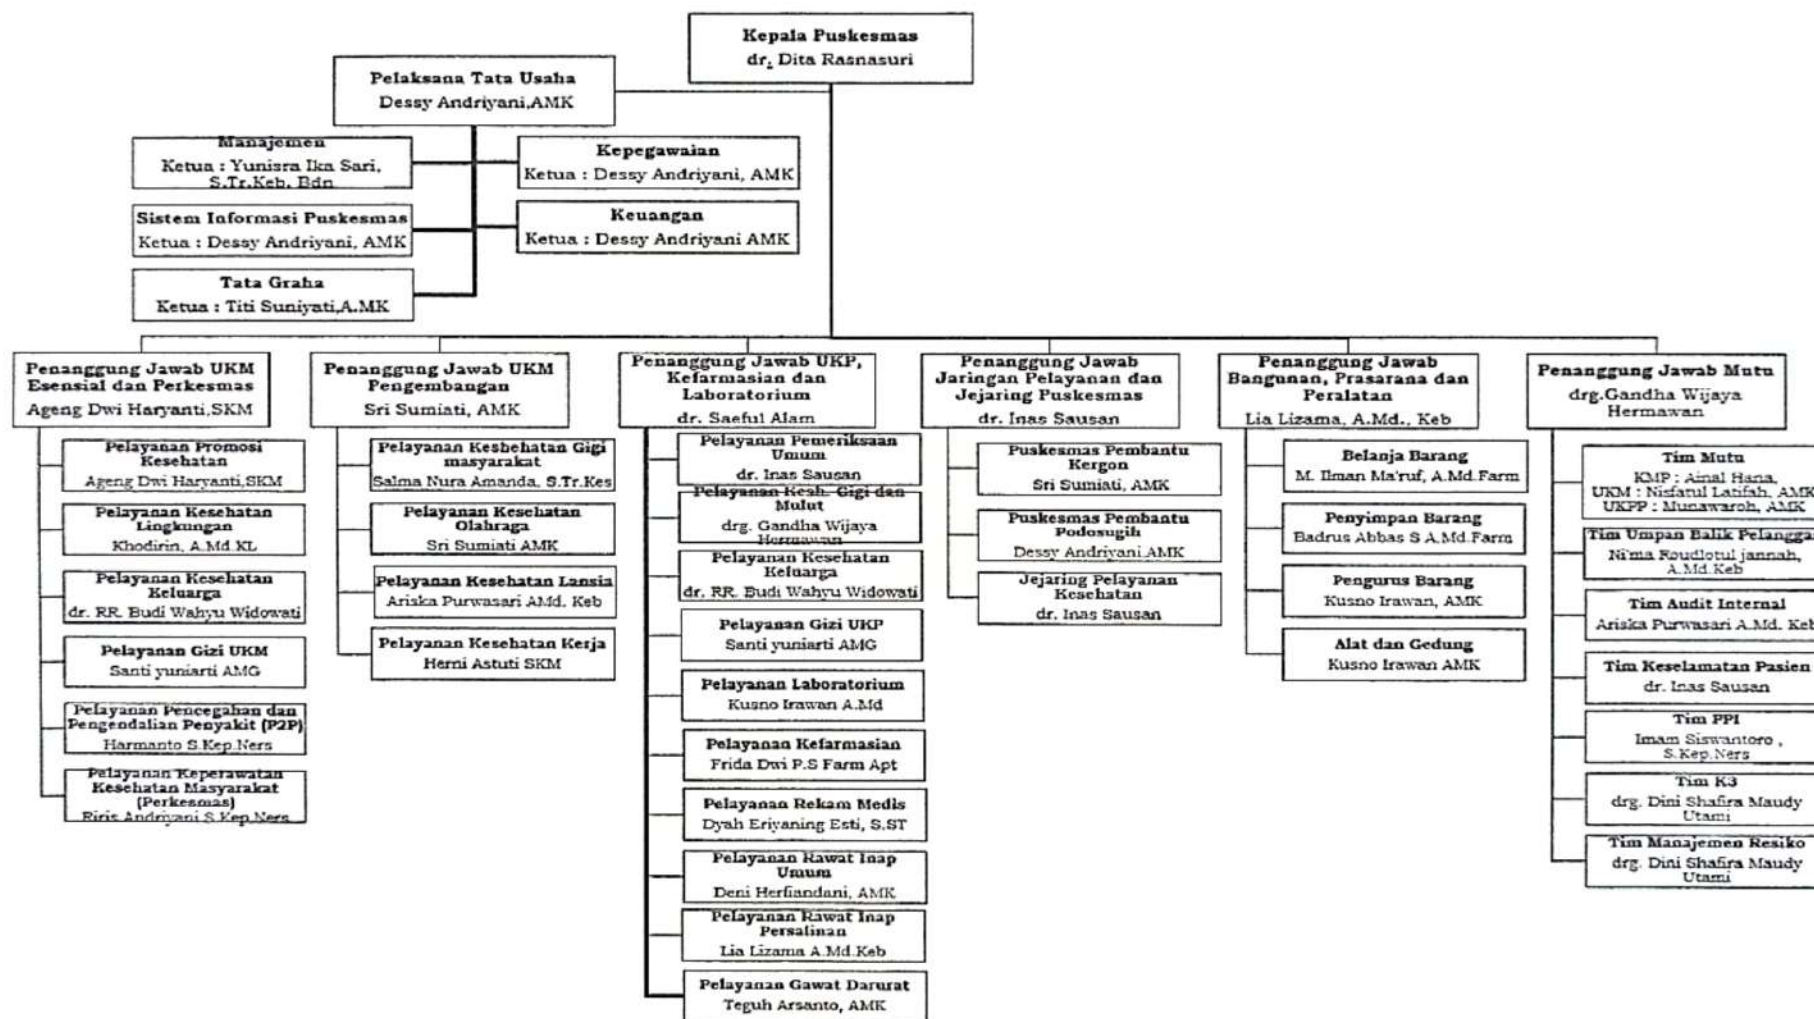 Kepala Puskesmas
dr. Dita Rasnasuri
Pelaksana Tata Usaha
Dessy Andriyani,AMK
Manajemen
Ketua : Yunisra Ika Sari,
S.Tr.Keb, Bdn
Kepegawaian
Ketua : Dessy Andriyani, AMK
Sistem Informasi Puskesmas
Ketua : Dessy Andriyani, AMK
Keuangan
Ketua : Dessy Andriyani AMK
Tata Graha
Ketua : Titi Suniyati,A.MK
Penanggung Jawab UKM
Esensial dan Perkesmas
Ageng Dwi Haryanti,SKM
Pelayanan Promosi
Kesehatan
Ageng Dwi Haryanti,SKM
Pelayanan Kesehatan
Lingkungan
Khodirin, A.Md.KL
Pelayanan Kesehatan
Keluarga
dr. RR. Budi Wahyu Widowati
Pelayanan Gizi UKM
Santi yuniarti AMG
Pelayanan Pencegahan dan
Pengendalian Penyakit (P2P)
Harmanto S.Kep.Ners
Pelayanan Keperawatan
Kesehatan Masyarakat
(Perkesmas)
Riris Andriyani S.Kep.Ners
Penanggung Jawab UKM
Pengembangan
Sri Sumiati, AMK
Pelayanan Keshehatan Gigi
masyarakat
Salma Nura Amanda, S.Tr.Kes
Pelayanan Kesehatan
Olahraga
Sri Sumiati AMK
Pelayanan Kesehatan Lansia
Ariska Purwasari AMd. Keb
Pelayanan Kesehatan Kerja
Herni Astuti SKM
Penanggung Jawab UKP,
Kefarmasian dan
Laboratorium
dr. Saeful Alam
Pelayanan Pemeriksaan
Umum
dr. Inas Sausan
Pelayanan Kesh. Gigi dan
Mulut
drg. Gandha Wijaya
Hermawan
Pelayanan Kesehatan
Keluarga
dr, RR. Budi Wahyu Widowati
Pelayanan Gizi UKP
Santi yuniarti AMG
Pelayanan Laboratorium
Kusno Irawan A.Md
Pelayanan Kefarmasian
Frida Dwi P.S Farm Apt
Pelayanan Rekam Medis
Dyah Eriyaning Esti, S.ST
Pelayanan Rawat Inap
Umum
Deni Herfiandani, AMK
Pelayanan Rawat Inap
Persalinan
Lia Lizama A.Md.Keb
Pelayanan Gawat Darurat
Teguh Arsanto, AMK
Penanggung Jawab
Jaringan Pelayanan dan
Jejaring Puskesmas
dr. Inas Sausan
Puskesmas Pembantu
Kergon
Sri Sumiati, AMK
Puskesmas Pembantu
Podosugih
Dessy Andriyani,AMK
Jejaring Pelayanan
Kesehatan
dr. Inas Sausan
Penanggung Jawab
Bangunan, Prasarana dan
Peralatan
Lia Lizama, A.Md., Keb
Belanja Barang
M. Ilman Ma'ruf, A.Md.Farm
Penyimpan Barang
Badrus Abbas S A.Md.Farm
Pengurus Barang
Kusno Irawan, AMK
Alat dan Gedung
Kusno Irawan AMK
Penanggung Jawab Mutu
drg.Gandha Wijaya
Hermawan
Tim Mutu
KMP : Ainal Hana,
UKM : Nisfatul Latifah, AMK
UKPP : Munawaroh, AMK
Tim Umpan Balik Pelanggan
Ni'ma Roudlotul jannah,
A.Md.Keb
Tim Audit Internal
Ariska Purwasari A.Md. Keb
Tim Keselamatan Pasien
dr. Inas Sausan
Tim PPI
Imam Siswantoro ,
S.Kep.Ners
Tim K3
drg. Dini Shafira Maudy
Utami
Tim Manajemen Resiko
drg. Dini Shafira Maudy
Utami